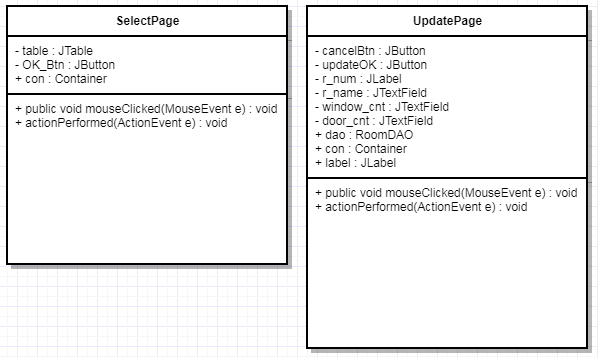 SelectPage
- table : JTable
- OK_Btn : JButton
+ con : Container
+ public void mouseClicked(MouseEvent e) : void
+ actionPerformed(ActionEvent e) : void
UpdatePage
- cancelBtn : JButton
- updateOK : JButton
- r_num : JLabel
- r_name : JTextField
- window_cnt : JTextField
- door_cnt : JTextField
+ dao : RoomDAO
+ con : Container
+ label : JLabel
+ public void mouseClicked(MouseEvent e) : void
+ actionPerformed(ActionEvent e) : void